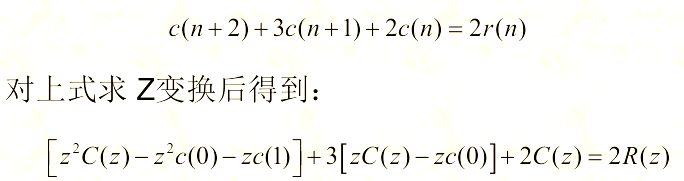 c(n+2)+3c(n+1)+2c(n)=2r(n)
对上式求 Z变换后得到：
[z²C(z)−z²c(0)−zc(1)]+3[zC(z)−zc(0)]+2C(z)=2R(z)